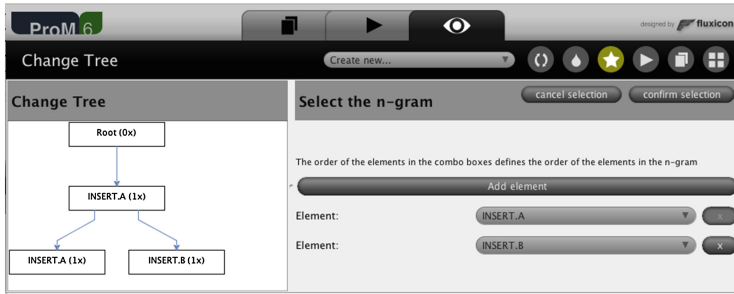 ProM 6
designed by fluxicon
Change Tree
Create new...
Change Tree
Root (0x)
INSERT.A (1x)
INSERT.A (1x)
INSERT.B (1x)
Select the n-gram
cancel selection
confirm selection
The order of the elements in the combo boxes defines the order of the elements in the n-gram
Add element
Element:
INSERT.A
x
Element:
INSERT.B
x